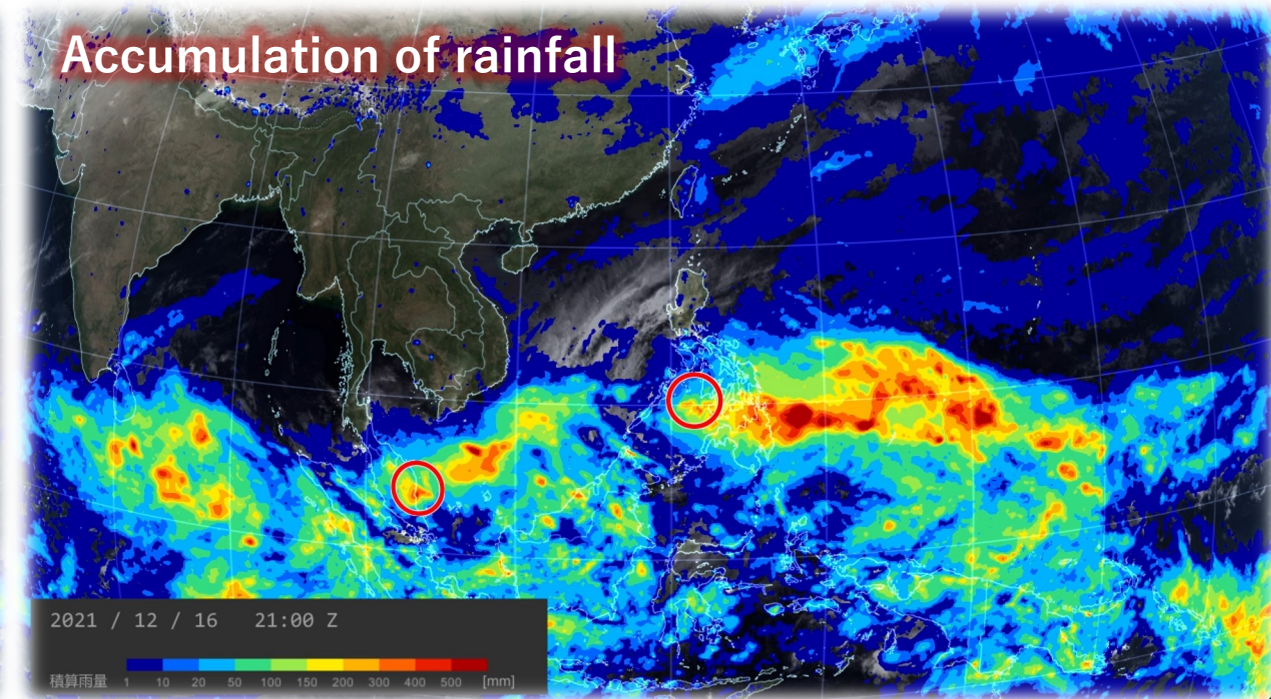 Accumulation of rainfall
2021 / 12 / 16 21:00 Z
積算雨量 1 10 20 50 100 150 200 300 400 500 [mm]